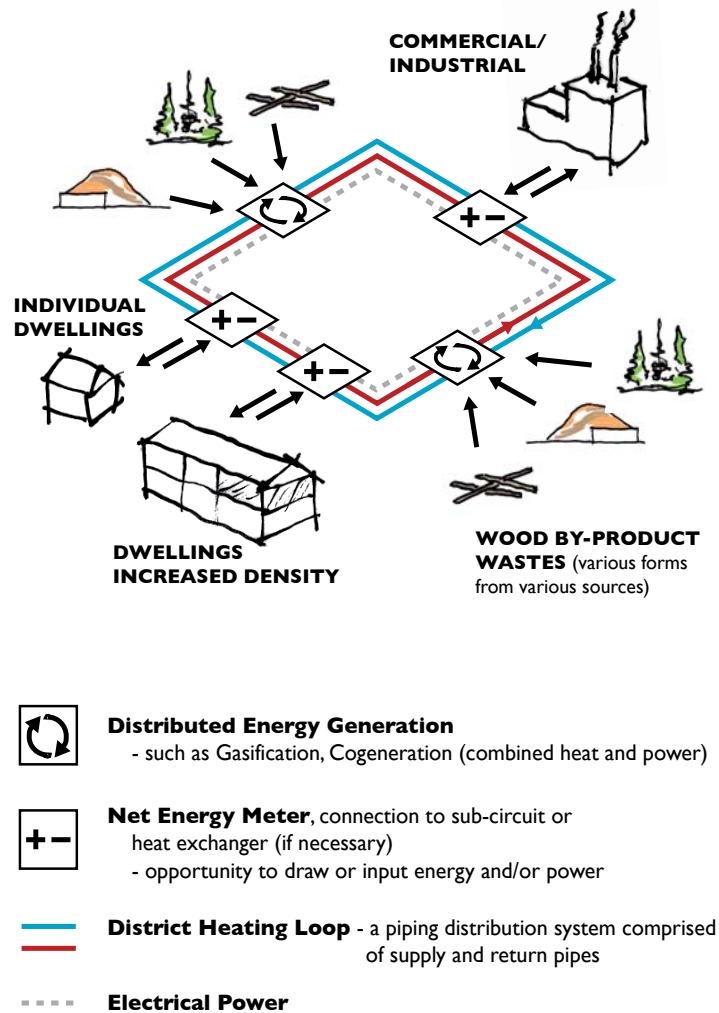 COMMERCIAL/
INDUSTRIAL
INDIVIDUAL
DWELLINGS
DWELLINGS
INCREASED DENSITY
WOOD BY-PRODUCT
WASTES (various forms
from various sources)
Distributed Energy Generation
- such as Gasification, Cogeneration (combined heat and power)
Net Energy Meter, connection to sub-circuit or
heat exchanger (if necessary)
- opportunity to draw or input energy and/or power
District Heating Loop - a piping distribution system comprised
of supply and return pipes
Electrical Power